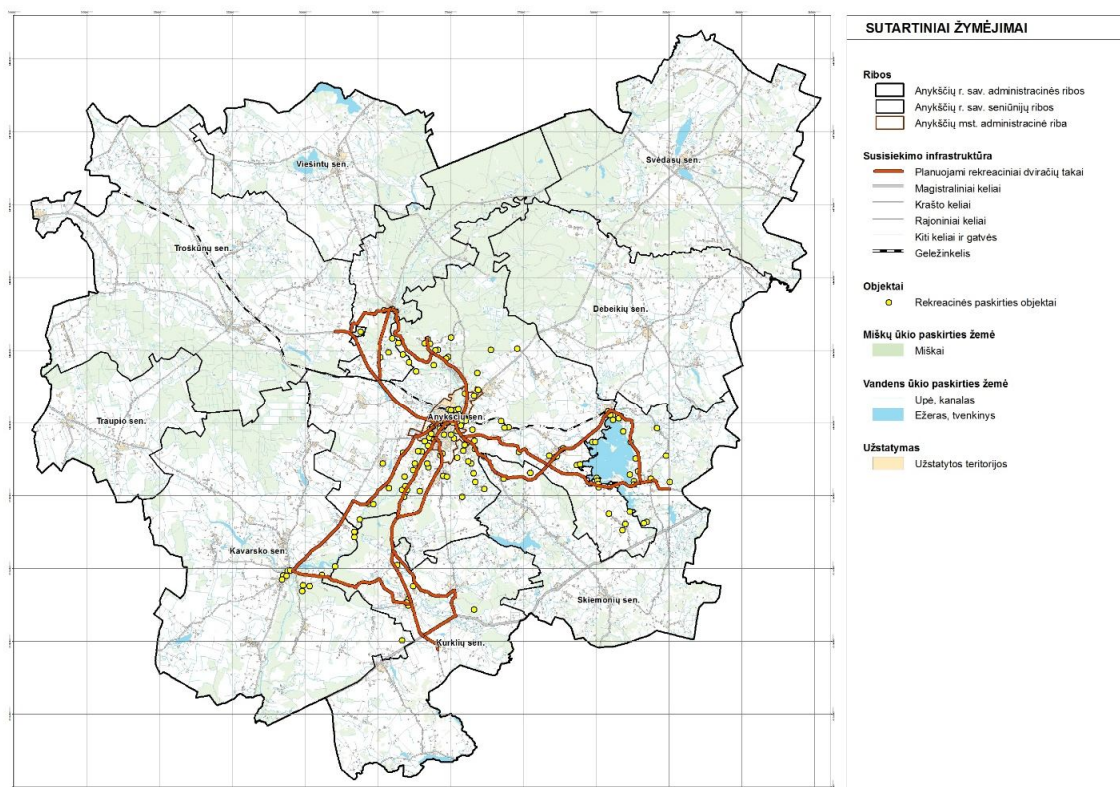 SUTARTINIAI ŽYMĖJIMAI
Ribos
Anykščių r. sav. administracinės ribos
Anykščių r. sav. seniūnijų ribos
Anykščių mst. administracinė riba
Susisiekimo infrastruktūra
Planuojami rekreaciniai dviračių takai
Magistraliniai keliai
Krašto keliai
Rajoniniai keliai
Kiti keliai ir gatvės
Geležinkelis
Objektai
Rekreacinės paskirties objektai
Miškų ūkio paskirties žemė
Miškai
Vandens ūkio paskirties žemė
Upė, kanalas
Ežeras, tvenkinys
Užstatymas
Užstatytos teritorijos
Viešintų sen.
Svėdasų sen.
Troškūnų sen.
Debeikių sen.
Traupio sen.
Anykščių sen.
Kavarsko sen.
Skiemonių sen.
Kurklių sen.